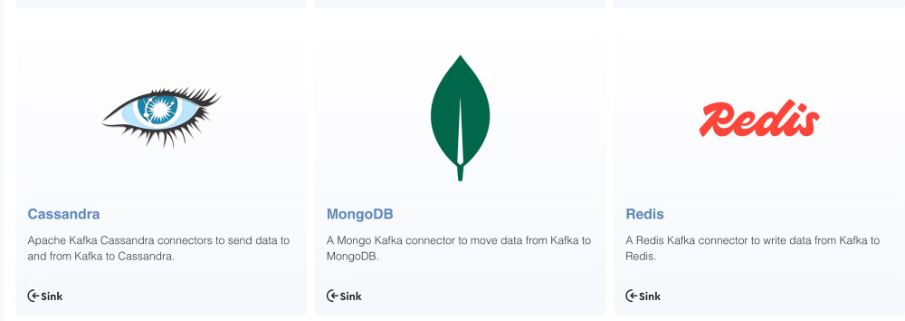 Redis
Cassandra
Apache Kafka Cassandra connectors to send data to
and from Kafka to Cassandra.
Sink
MongoDB
A Mongo Kafka connector to move data from Kafka to
MongoDB.
Sink
Redis
A Redis Kafka connector to write data from Kafka to
Redis.
Sink